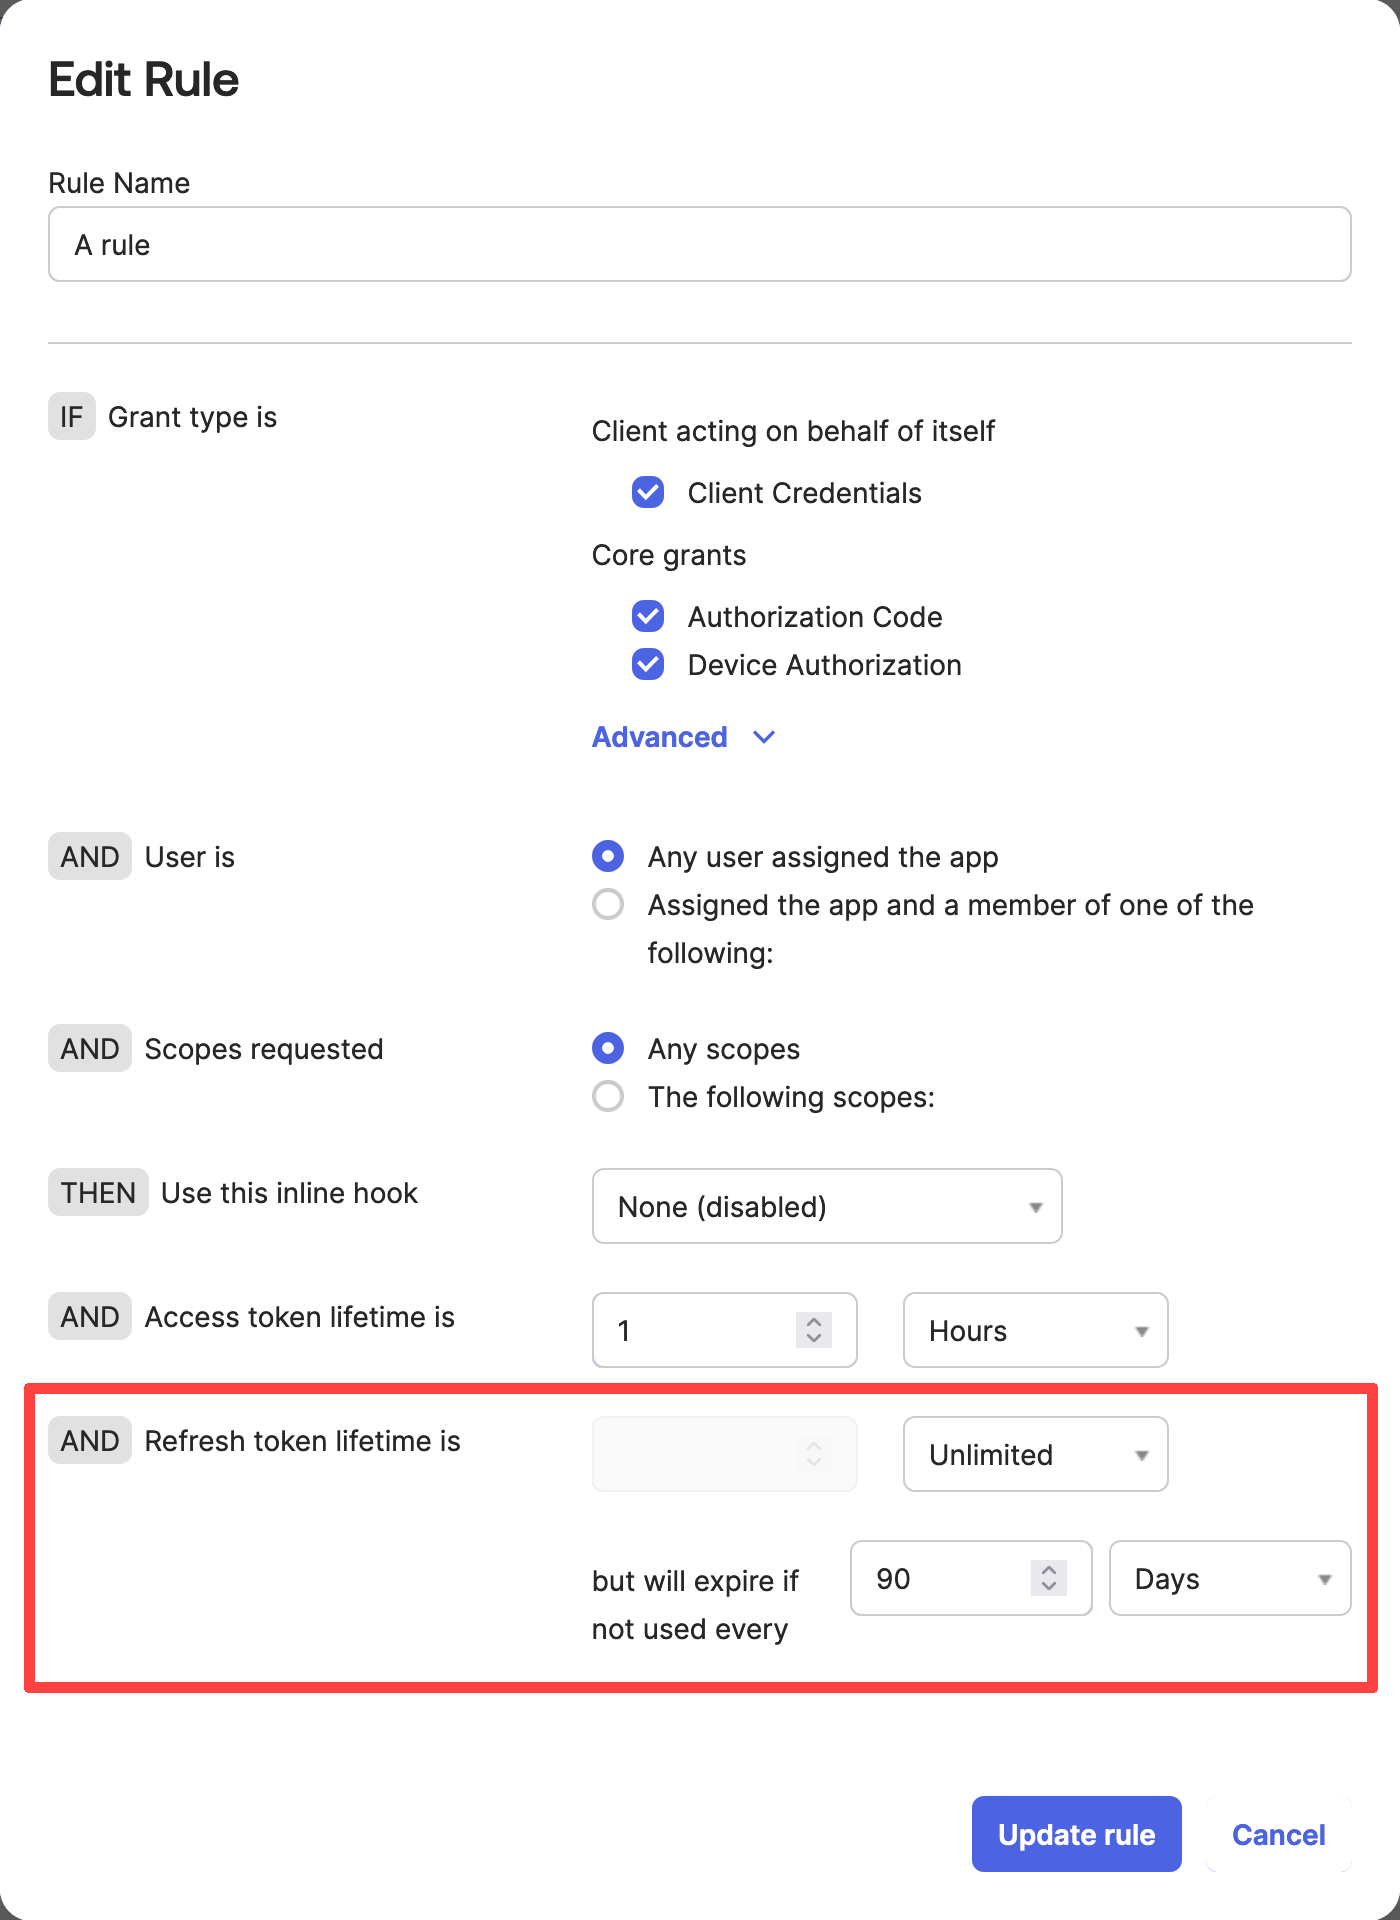 Edit Rule
Rule Name
A rule
IF Grant type is
Client acting on behalf of itself
Client Credentials
Core grants
Authorization Code
Device Authorization
Advanced
AND User is
Any user assigned the app
Assigned the app and a member of one of the
following:
AND Scopes requested
Any scopes
The following scopes:
THEN Use this inline hook
None (disabled)
AND Access token lifetime is
1 Hours
AND Refresh token lifetime is
Unlimited
but will expire if
not used every
90 Days
Update rule Cancel